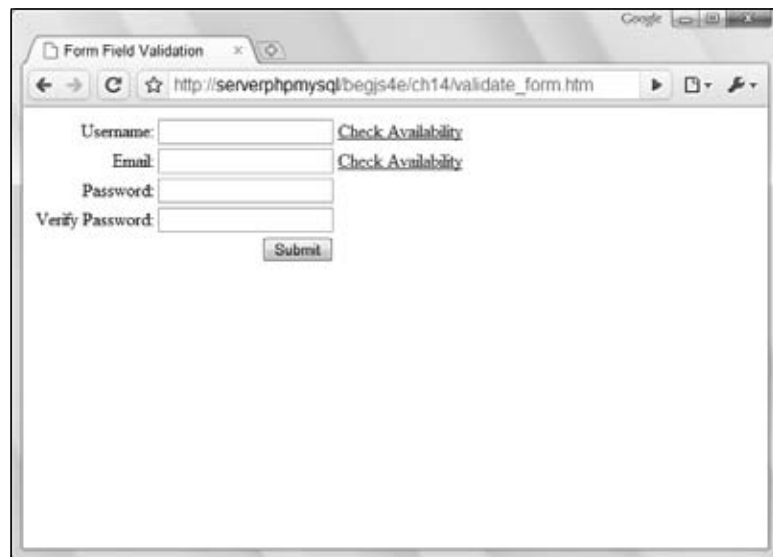 Google
Form Field Validation
http://serverphpmysql/begjs4e/ch14/validate_form.htm
Username:
Check Availability
Email:
Check Availability
Password:
Verify Password:
Submit